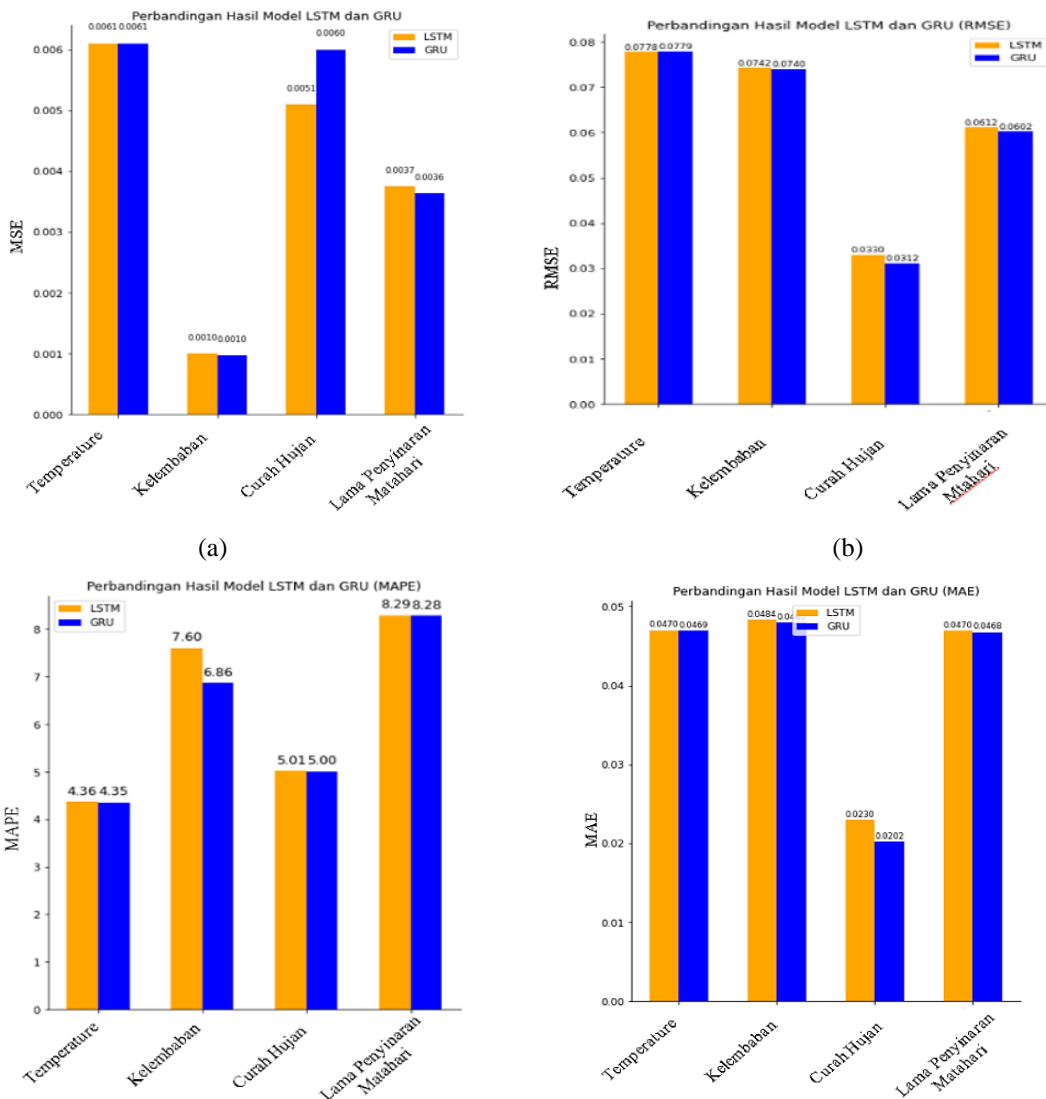 Perbandingan Hasil Model LSTM dan GRU
LSTM
GRU
0.0061 0.0061
0.0010 0.0010
0.0051
0.0060
0.0037
0.0036
0.006
0.005
0.004
0.003
0.002
0.001
0.000
MSE
Temperature
Kelembaban
Curah Hujan
Lama Penyinaran
Matahari
(a)
Perbandingan Hasil Model LSTM dan GRU (RMSE)
LSTM
GRU
0.0778 0.0779
0.0742 0.0740
0.0330
0.0312
0.0612
0.0602
0.08
0.07
0.06
0.05
0.04
0.03
0.02
0.01
0.00
RMSE
Temperature
Kelembaban
Curah Hujan
Lama Penyinaran
Mtahari
(b)
Perbandingan Hasil Model LSTM dan GRU (MAPE)
LSTM
GRU
4.36 4.35
7.60
6.86
5.01 5.00
8.29 8.28
8
7
6
5
4
3
2
1
0
MAPE
Temperature
Kelembaban
Curah Hujan
Lama Penyinaran
Matahari
Perbandingan Hasil Model LSTM dan GRU (MAE)
LSTM
GRU
0.0470 0.0469
0.0484
0.0230
0.0202
0.0470 0.0468
0.05
0.04
0.03
0.02
0.01
0.00
MAE
Temperature
Kelembaban
Curah Hujan
Lama Penyinaran
Matahari